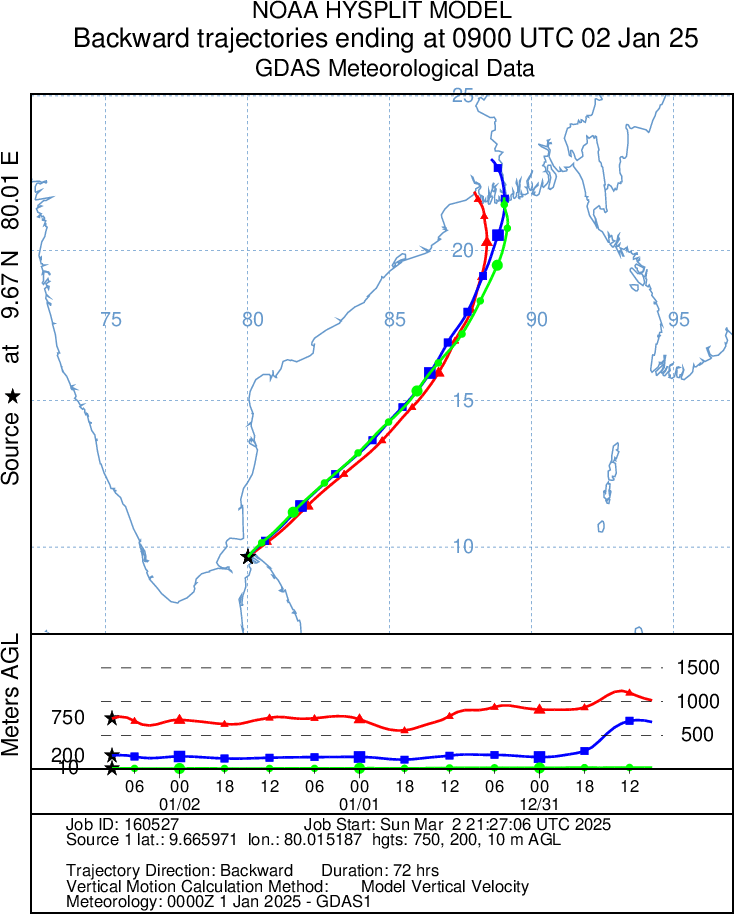 NOAA HYSPLIT MODEL
Backward trajectories ending at 0900 UTC 02 Jan 25
GDAS Meteorological Data
Source ★ at 9.67 N 80.01 E
25
20
75 80 85 90 95
15
10
Meters AGL
1500
1000
500
750
200
10
06 00 18 12 06 00 18 12 06 00 18 12
01/02 01/01 12/31
Job ID: 160527 Job Start: Sun Mar 2 21:27:06 UTC 2025
Source 1 lat.: 9.665971 lon.: 80.015187 hgts: 750, 200, 10 m AGL
Trajectory Direction: Backward Duration: 72 hrs
Vertical Motion Calculation Method: Model Vertical Velocity
Meteorology: 0000Z 1 Jan 2025 - GDAS1